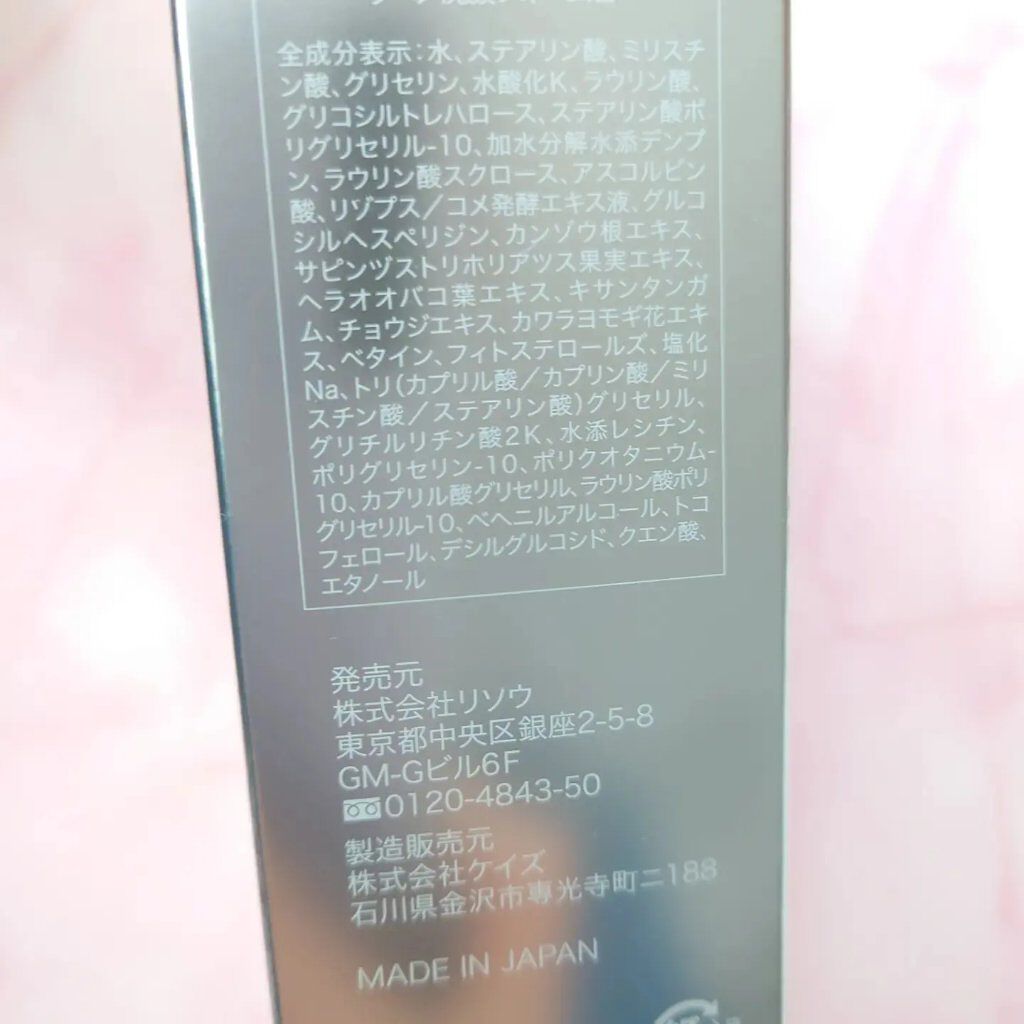 全成分表示:水、ステアリン酸、ミリスチ
ン酸、グリセリン、水酸化K、ラウリン酸、
グリコシルトレハロース、ステアリン酸ポ
リグリセリル-10、加水分解水添デンプ
ン、ラウリン酸スクロース、アスコルビン
酸、リゾプス/コメ発酵エキス液、グルコ
シルヘスペリジン、カンゾウ根エキス、
サピンヅストリホリアツス果実エキス、
ヘラオオバコ葉エキス、キサンタンガ
ム、チョウジエキス、カワラヨモギ花エキ
ス、ベタイン、フィトステロールズ、塩化
Na、トリ(カプリル酸/カプリン酸/ミリ
スチン酸/ステアリン酸)グリセリル、
グリチルリチン酸2K、水添レシチン、
ポリグリセリン-10、ポリクオタニウム-
10、カプリル酸グリセリル、ラウリン酸ポリ
グリセリル-10、ベヘニルアルコール、トコ
フェロール、デシルグルコシド、クエン酸、
エタノール
発売元
株式会社リソウ
東京都中央区銀座2-5-8
GM-Gビル6F
0120-4843-50
製造販売元
株式会社ケイズ
石川県金沢市専光寺町ニ188
MADE IN JAPAN